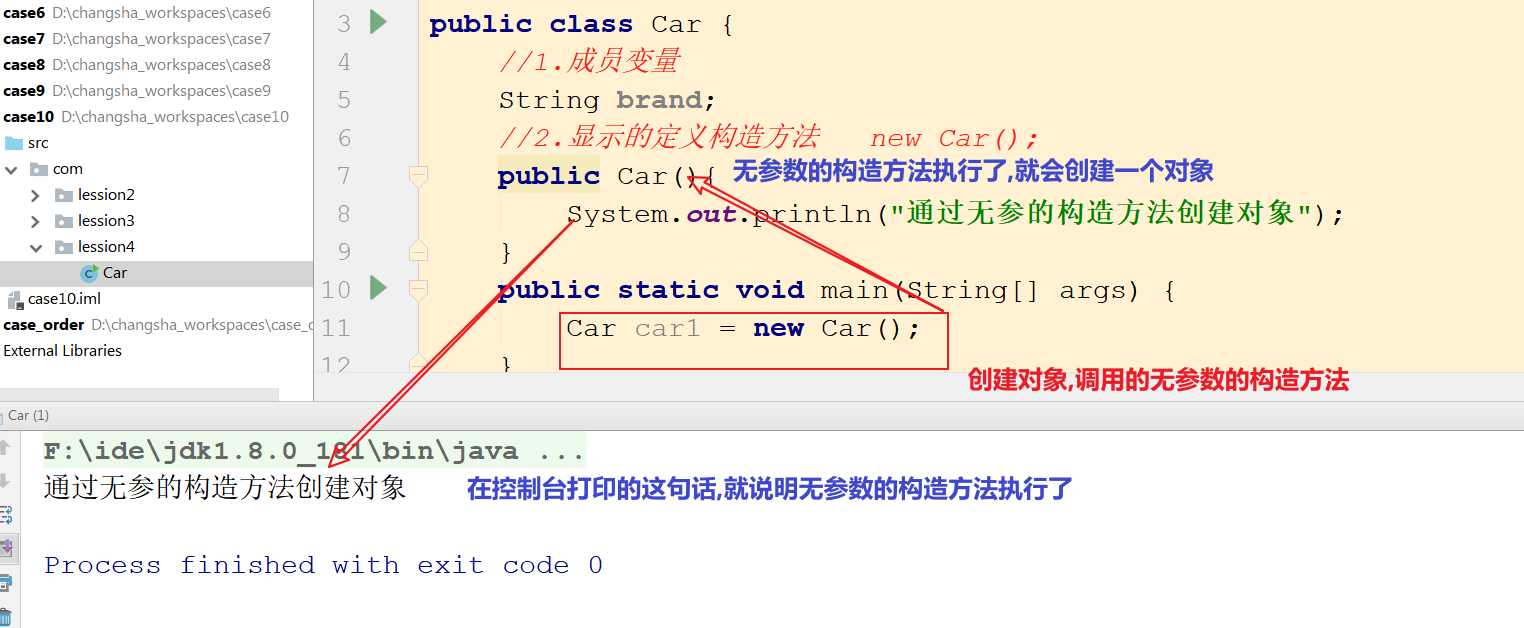 case6 D:\changsha_workspaces\case6
case7 D:\changsha_workspaces\case7
case8 D:\changsha_workspaces\case8
case9 D:\changsha_workspaces\case9
case10 D:\changsha_workspaces\case10
src
com
lession2
lession3
lession4
Car
case10.iml
case_order D:\changsha_workspaces\case_
External Libraries
3 public class Car {
4 //1.成员变量
5 String brand;
6 //2.显示的定义构造方法 new Car();
7 public Car(){ 无参数的构造方法执行了,就会创建一个对象
8 System.out.println("通过无参的构造方法创建对象");
9 }
10 public static void main(String[] args) {
11 Car car1 = new Car();
12 }
创建对象,调用的无参数的构造方法
Car (1)
F:\ide\jdk1.8.0_181\bin\java ...
通过无参的构造方法创建对象 在控制台打印的这句话,就说明无参数的构造方法执行了
Process finished with exit code 0